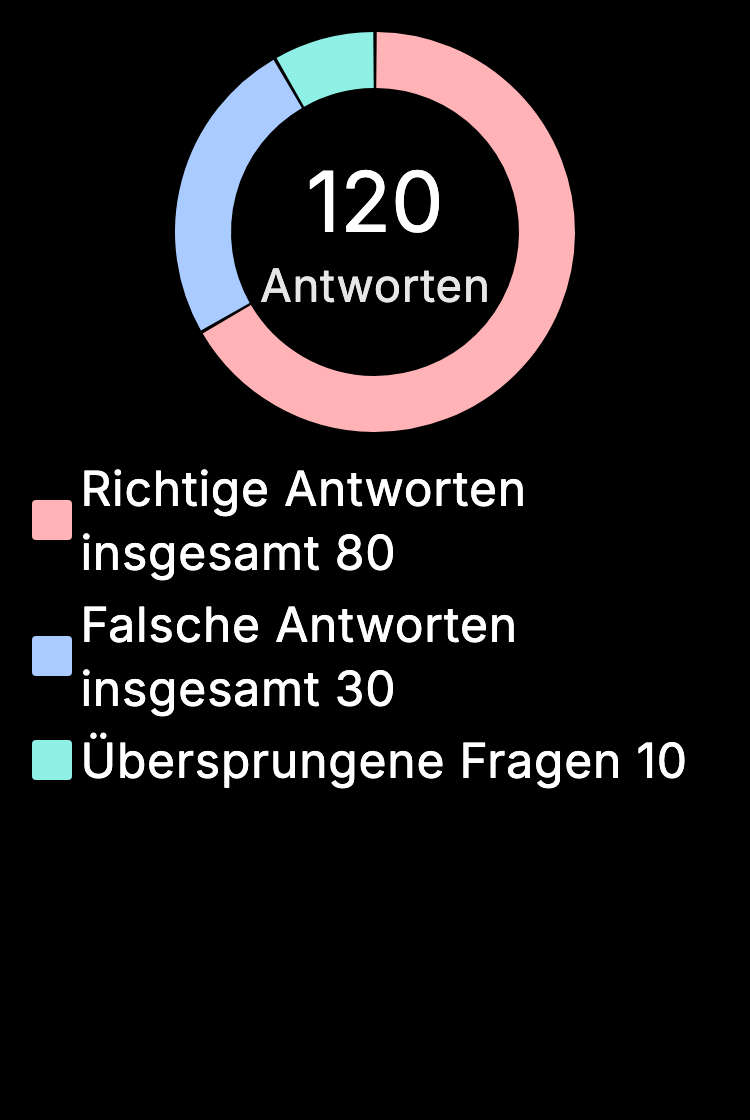 120
Antworten
Richtige Antworten
insgesamt 80
Falsche Antworten
insgesamt 30
Übersprungene Fragen 10